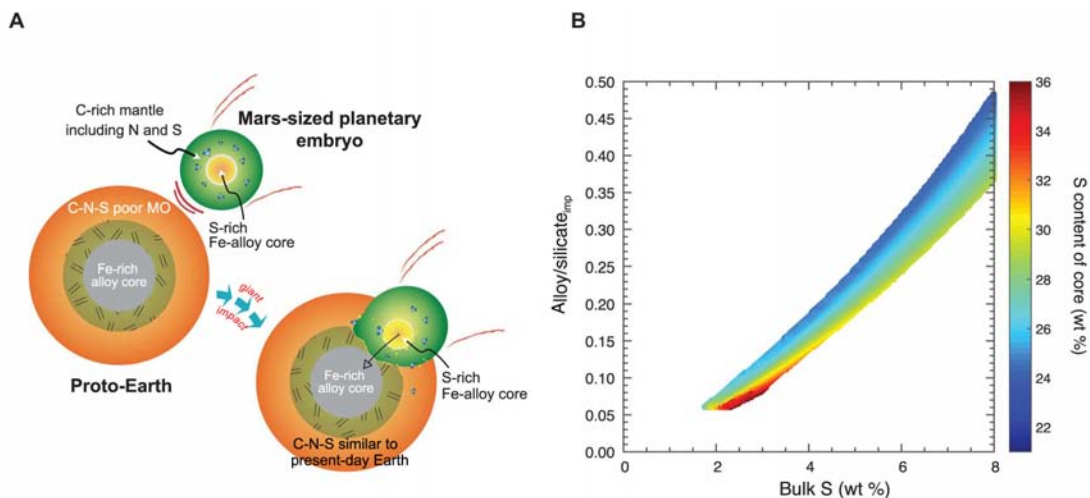 A
C-rich mantle
including N and S
Mars-sized planetary
embryo
C-N-S poor MO
S-rich
Fe-alloy core
Fe-rich
alloy core
giant
impact
Proto-Earth
Fe-rich
alloy core
S-rich
Fe-alloy core
C-N-S similar to
present-day Earth
B
Alloy/silicate_imp
0.50
0.45
0.40
0.35
0.30
0.25
0.20
0.15
0.10
0.05
0.00
0
2
4
6
8
Bulk S (wt %)
36
34
32
30
28
26
24
22
S content of core (wt %)